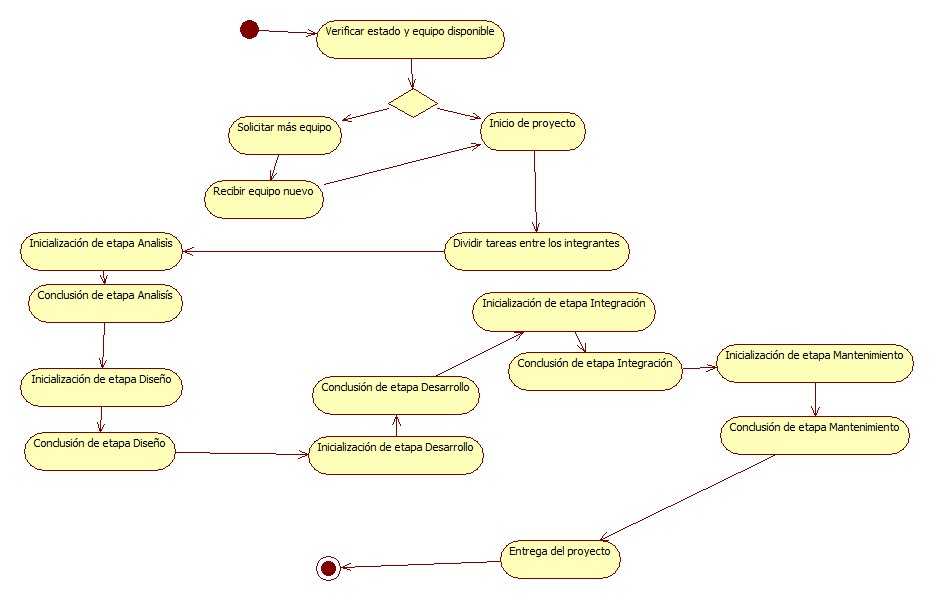 Verificar estado y equipo disponible
Solicitar más equipo
Inicio de proyecto
Recibir equipo nuevo
Dividir tareas entre los integrantes
Inicialización de etapa Analisis
Conclusión de etapa Analisís
Inicialización de etapa Diseño
Conclusión de etapa Diseño
Inicialización de etapa Desarrollo
Conclusión de etapa Desarrollo
Inicialización de etapa Integración
Conclusión de etapa Integración
Inicialización de etapa Mantenimiento
Conclusión de etapa Mantenimiento
Entrega del proyecto